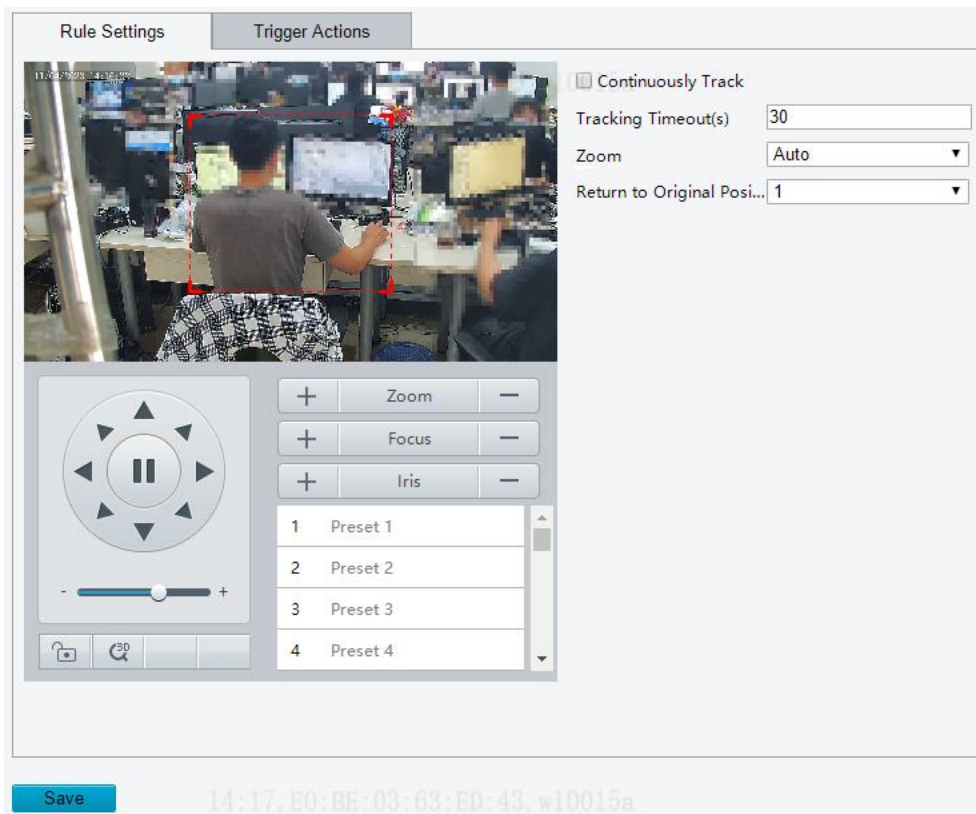 Rule Settings
Trigger Actions
Continuously Track
Tracking Timeout(s)
30
Zoom
Auto
Return to Original Posi...
1
+
Zoom
—
+
Focus
—
+
Iris
—
1 Preset 1
2 Preset 2
3 Preset 3
4 Preset 4
- +
3D
Save
14:17, E0:BE:03:63:ED:43, w10015a